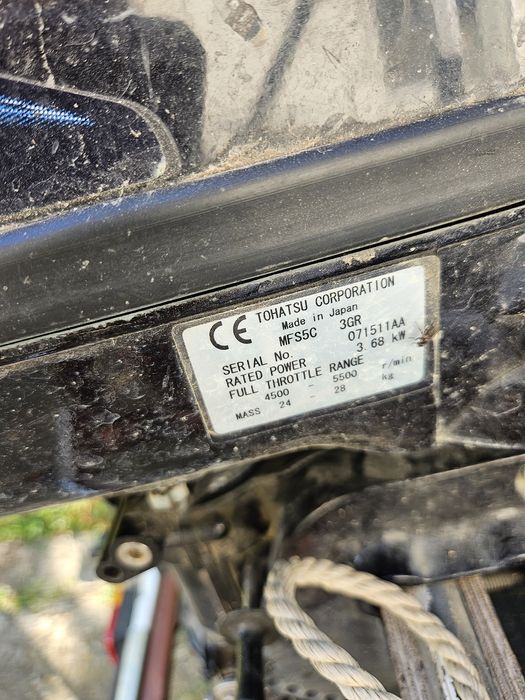 CE TOHATSU CORPORATION
Made in Japan
MFS5C 3GR
SERIAL No. 071511AA
RATED POWER 3.68 kW
FULL THROTTLE RANGE
4500 - 5500 r/min
MASS 24 - 28 kg